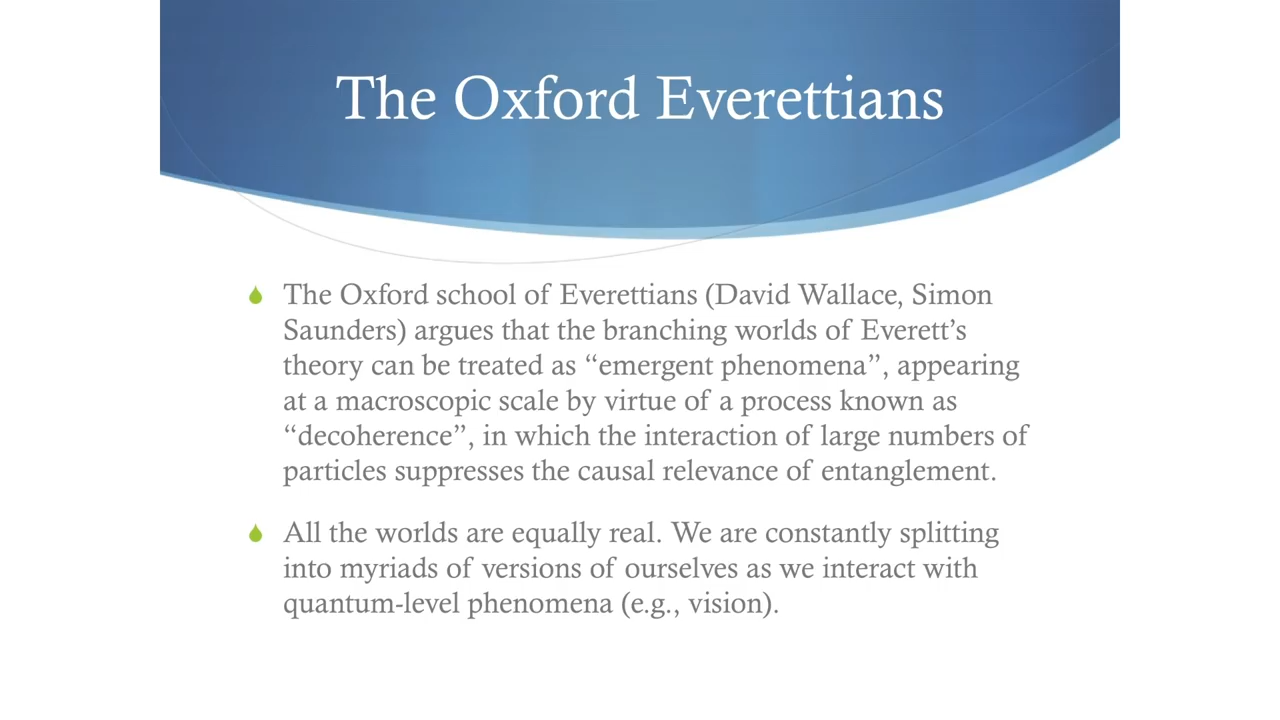 The Oxford Everettians
The Oxford school of Everettians (David Wallace, Simon
Saunders) argues that the branching worlds of Everett’s
theory can be treated as “emergent phenomena”, appearing
at a macroscopic scale by virtue of a process known as
“decoherence”, in which the interaction of large numbers of
particles suppresses the causal relevance of entanglement.
All the worlds are equally real. We are constantly splitting
into myriads of versions of ourselves as we interact with
quantum-level phenomena (e.g., vision).